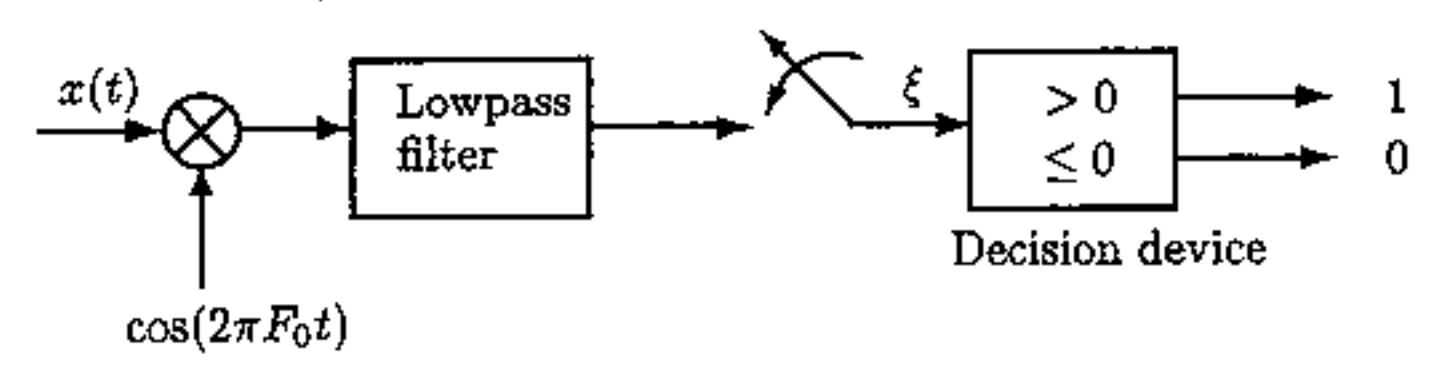 x(t)
Lowpass
filter
ξ
> 0
≤ 0
1
0
Decision device
cos(2πF₀t)